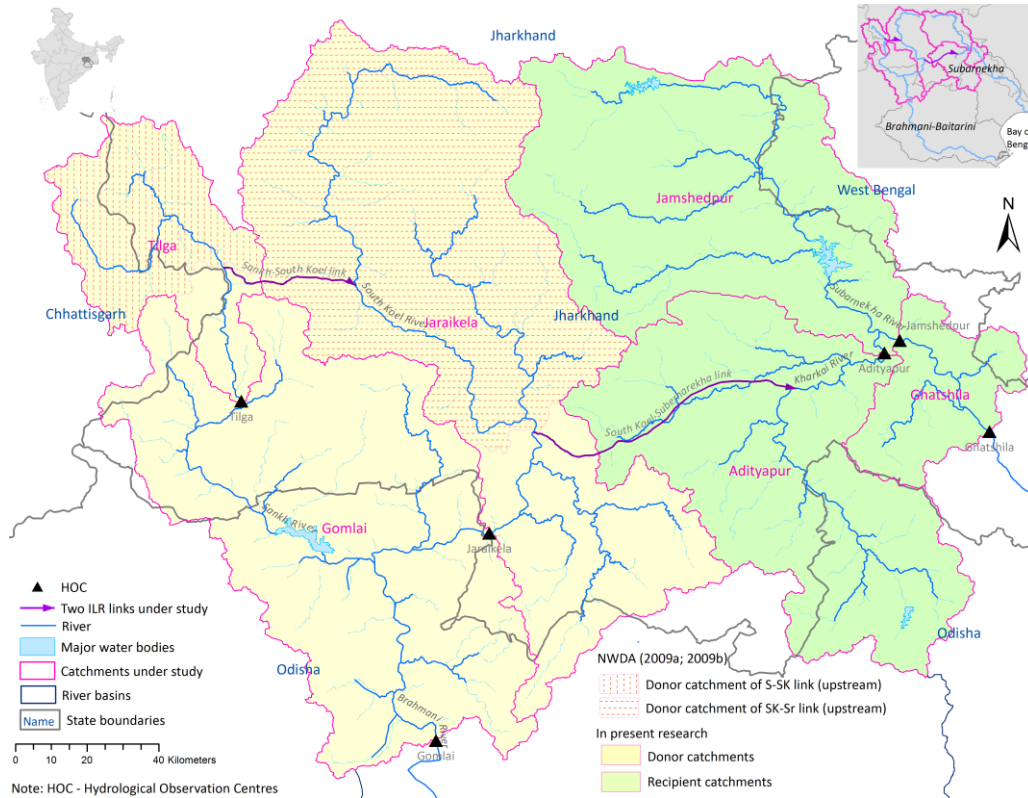 Jharkhand
Subarnekha
Brahmani-Baitarini
Bay o
Beng
N
West Bengal
Jamshedpur
Tilga
Sankh-South Koel link
South Koel River
Chhattisgarh
Jaraikela
Jharkhand
Subarnekha River
Jamshedpur
Adityapur
Kharkai River
South Koel-Suberbarekha link
Ghatshila
Tilga
Ghatshila
Adityapur
Sankh River
Gomlai
Jaraikela
Odisha
Odisha
Brahmani River
Gomlai
HOC
Two ILR links under study
River
Major water bodies
Catchments under study
River basins
Name State boundaries
0 5 10 20 30 40 Kilometers
Note: HOC - Hydrological Observation Centres
NWDA (2009a; 2009b)
Donor catchment of S-SK link (upstream)
Donor catchment of SK-Sr link (upstream)
In present research
Donor catchments
Recipient catchments